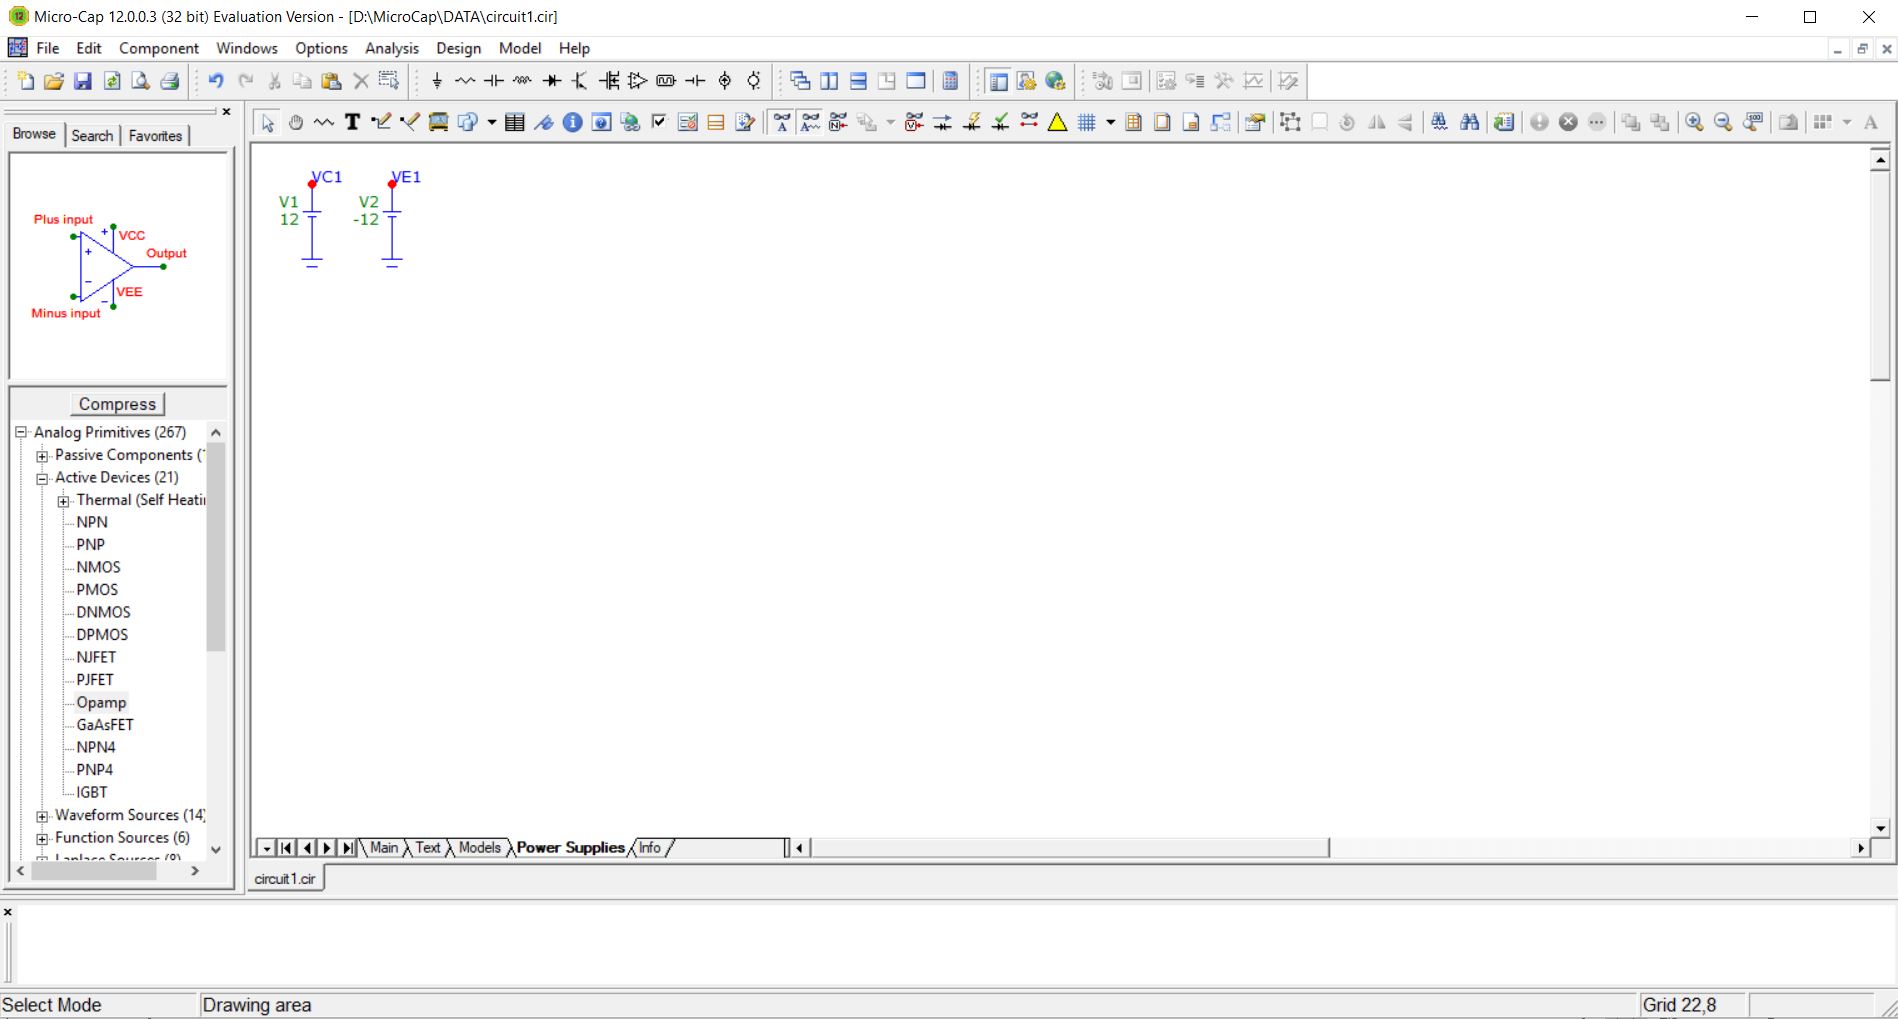 Micro-Cap 12.0.0.3 (32 bit) Evaluation Version - [D:\MicroCap\DATA\circuit1.cir]
File Edit Component Windows Options Analysis Design Model Help
Browse Search Favorites
Plus input
VCC
Output
VEE
Minus input
Compress
Analog Primitives (267)
Passive Components (
Active Devices (21)
Thermal (Self Heatin
NPN
PNP
NMOS
PMOS
DNMOS
DPMOS
NJFET
PJFET
Opamp
GaAsFET
NPN4
PNP4
IGBT
Waveform Sources (14)
Function Sources (6)
Laplace Sources (8)
VC1
V1
12
VE1
V2
-12
Main Text Models Power Supplies Info
circuit1.cir
Select Mode
Drawing area
Grid 22,8